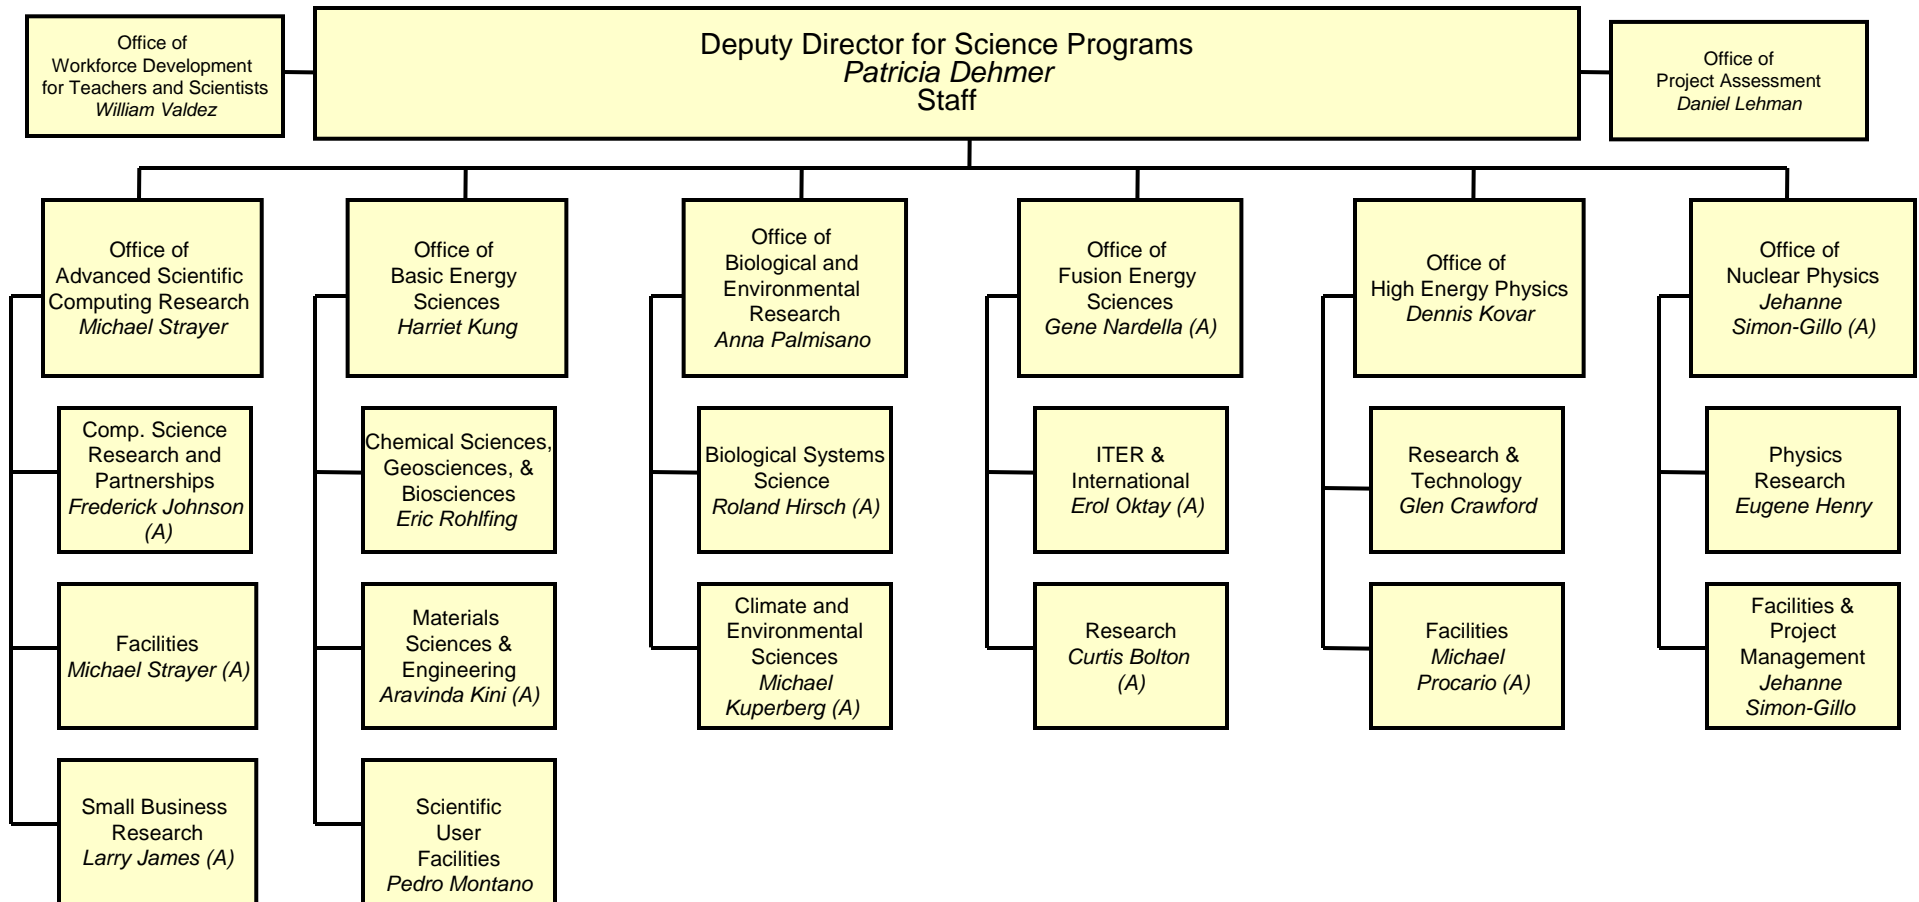 Office of
Workforce Development
for Teachers and Scientists
William Valdez
Deputy Director for Science Programs
Patricia Dehmer
Staff
Office of
Project Assessment
Daniel Lehman
Office of
Advanced Scientific
Computing Research
Michael Strayer
Office of
Basic Energy
Sciences
Harriet Kung
Office of
Biological and
Environmental
Research
Anna Palmisano
Office of
Fusion Energy
Sciences
Gene Nardella (A)
Office of
High Energy Physics
Dennis Kovar
Office of
Nuclear Physics
Jehanne
Simon-Gillo (A)
Comp. Science
Research and
Partnerships
Frederick Johnson
(A)
Chemical Sciences,
Geosciences, &
Biosciences
Eric Rohlfing
Biological Systems
Science
Roland Hirsch (A)
ITER &
International
Erol Oktay (A)
Research &
Technology
Glen Crawford
Physics
Research
Eugene Henry
Facilities
Michael Strayer (A)
Materials
Sciences &
Engineering
Aravinda Kini (A)
Climate and
Environmental
Sciences
Michael
Kuperberg (A)
Research
Curtis Bolton
(A)
Facilities
Michael
Procario (A)
Facilities &
Project
Management
Jehanne
Simon-Gillo
Small Business
Research
Larry James (A)
Scientific
User
Facilities
Pedro Montano